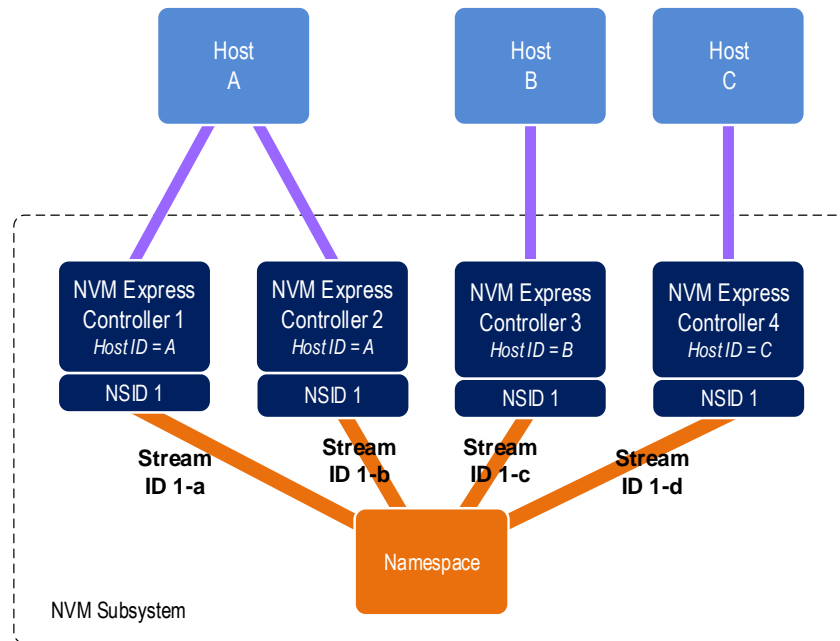 Host
A
Host
B
Host
C
NVM Express
Controller 1
Host ID = A
NVM Express
Controller 2
Host ID = A
NVM Express
Controller 3
Host ID = B
NVM Express
Controller 4
Host ID = C
NSID 1
NSID 1
NSID 1
NSID 1
Stream
ID 1-a
Stream
ID 1-b
Stream
ID 1-c
Stream
ID 1-d
Namespace
NVM Subsystem